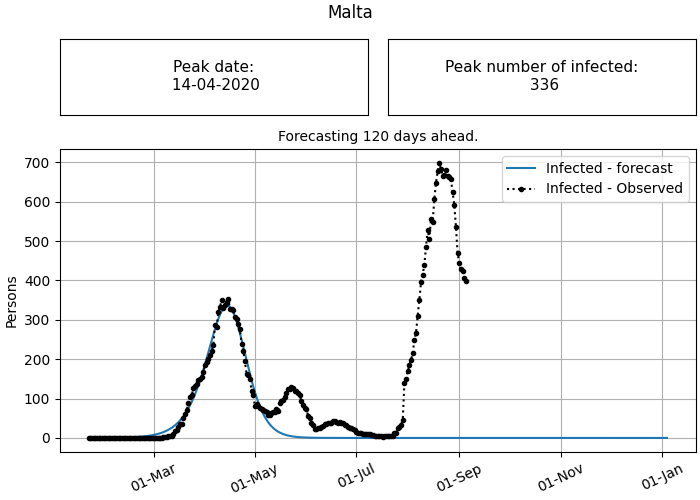 Malta
Peak date:
14-04-2020
Peak number of infected:
336
Forecasting 120 days ahead.
Infected - forecast
Infected - Observed
Persons
700
600
500
400
300
200
100
0
01-Mar
01-May
01-Jul
01-Sep
01-Nov
01-Jan